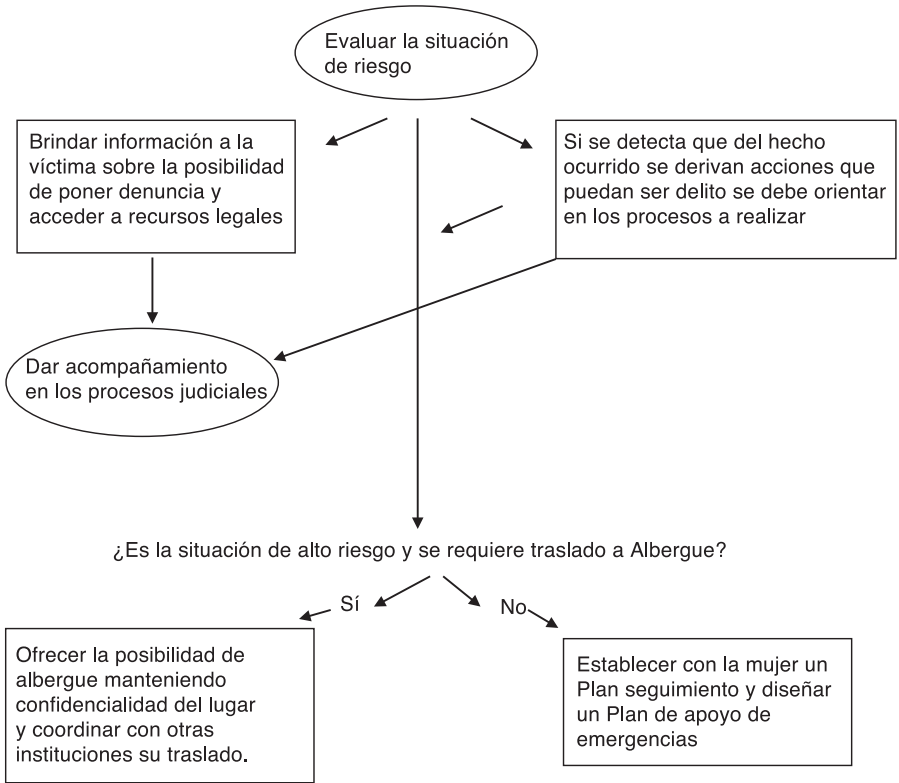 Evaluar la situación
de riesgo
Brindar información a la
víctima sobre la posibilidad
de poner denuncia y
acceder a recursos legales
Si se detecta que del hecho
ocurrido se derivan acciones que
puedan ser delito se debe orientar
en los procesos a realizar
Dar acompañamiento
en los procesos judiciales
¿Es la situación de alto riesgo y se requiere traslado a Albergue?
Sí
No
Ofrecer la posibilidad de
albergue manteniendo
confidencialidad del lugar
y coordinar con otras
instituciones su traslado.
Establecer con la mujer un
Plan seguimiento y diseñar
un Plan de apoyo de
emergencias